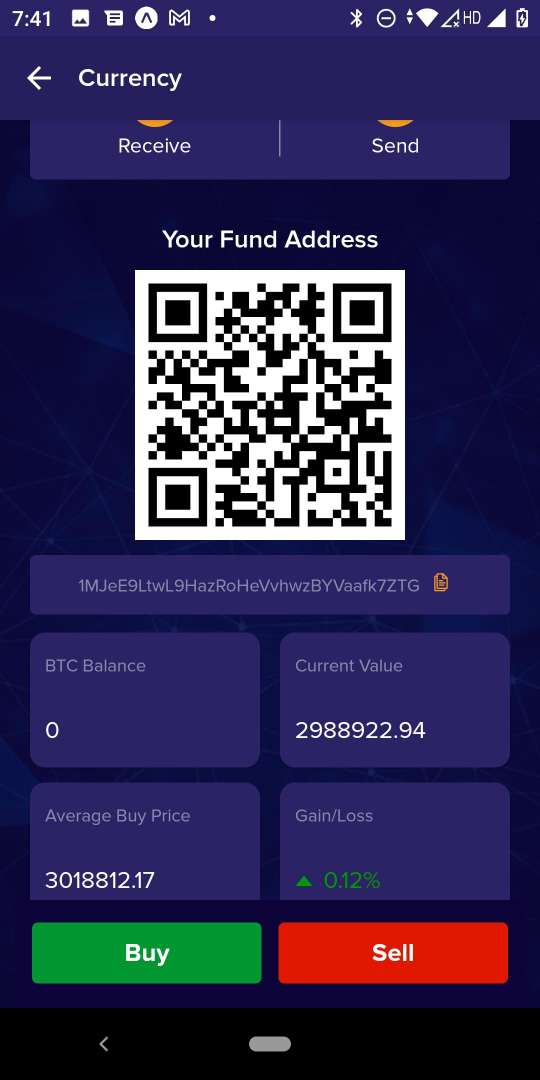 7:41
HD
Currency
Receive
Send
Your Fund Address
1MJeE9LtwL9HazRoHeVvhwzBYVaafk7ZTG
BTC Balance
Current Value
0
2988922.94
Average Buy Price
Gain/Loss
3018812.17
0.12%
Buy
Sell